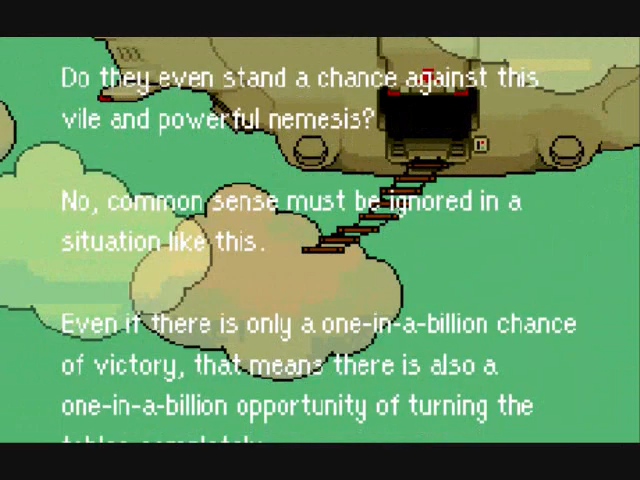 Do they even stand a chance against this
vile and powerful nemesis?
No, common sense must be ignored in a
situation like this.
Even if there is only a one-in-a-billion chance
of victory, that means there is also a
one-in-a-billion opportunity of turning the
tables completely